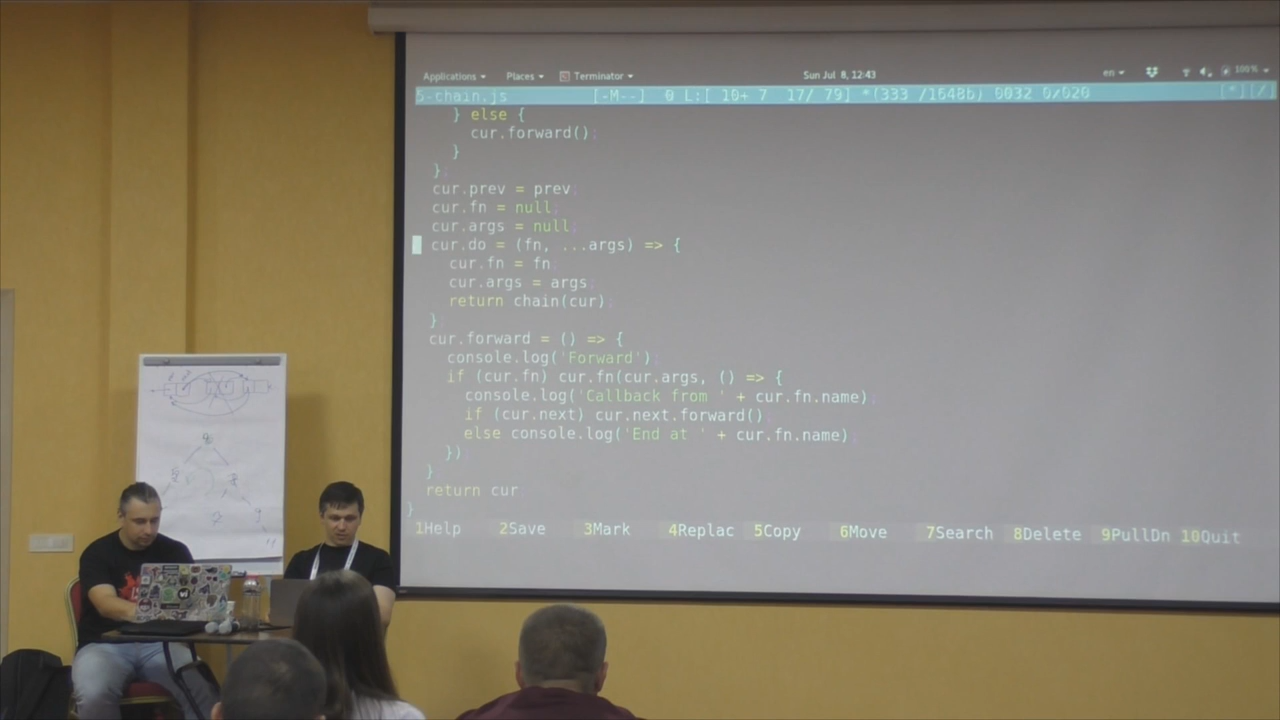 Applications Places Terminator Sun Jul 8, 12:43 en 100%
5-chain.js [-M--] 0 L:[ 10+ 7 17/ 79] *(333 /1648b) 0032 0x020 [*][/]
} else {
cur.forward();
}
};
cur.prev = prev;
cur.fn = null;
cur.args = null;
cur.do = (fn, ...args) => {
cur.fn = fn;
cur.args = args;
return chain(cur);
};
cur.forward = () => {
console.log('Forward');
if (cur.fn) cur.fn(cur.args, () => {
console.log('Callback from ' + cur.fn.name);
if (cur.next) cur.next.forward();
else console.log('End at ' + cur.fn.name);
});
};
return cur;
}
1Help 2Save 3Mark 4Replac 5Copy 6Move 7Search 8Delete 9PullDn 10Quit